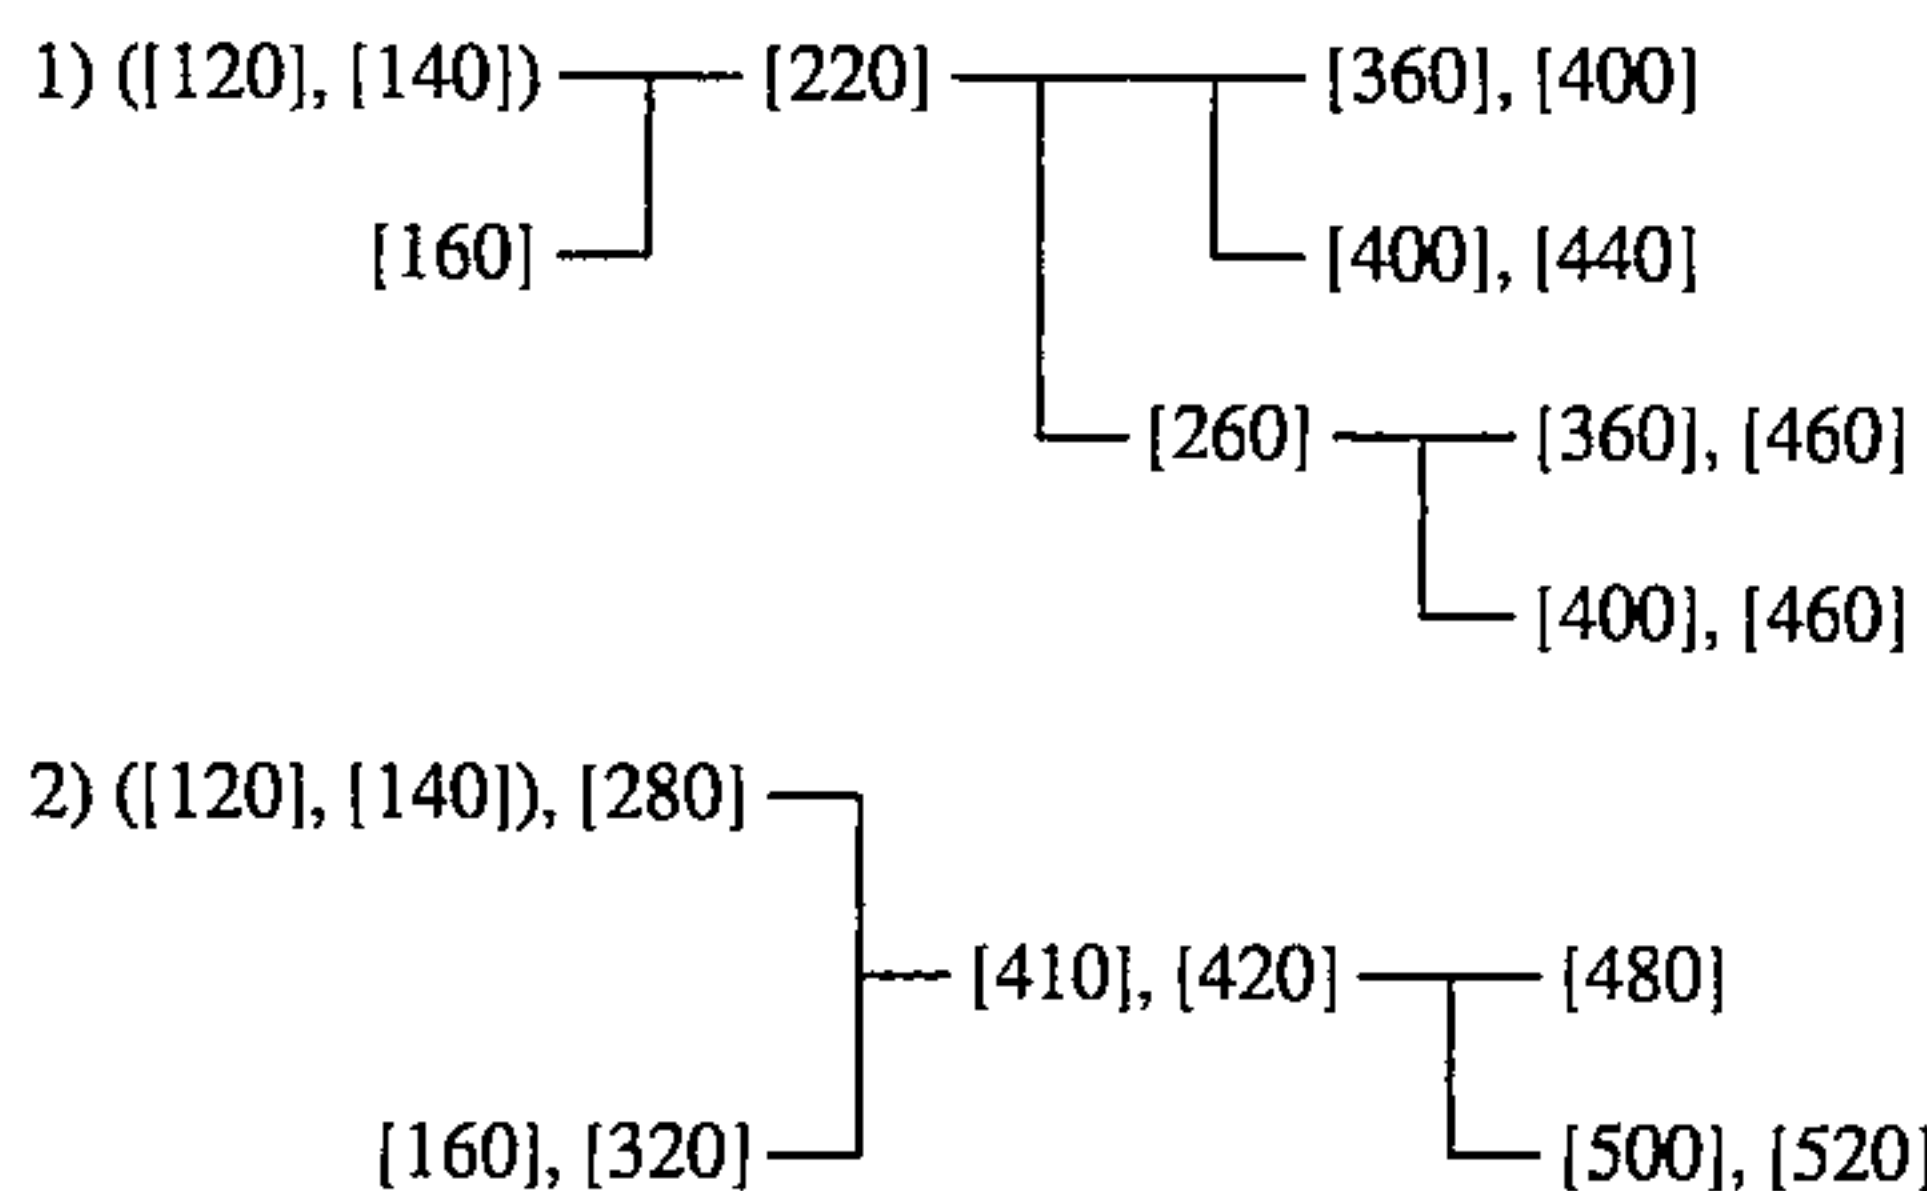 1) ([120], [140]) [220] [360], [400]
[160] [400], [440]
[260] [360], [460]
[400], [460]
2) ([120], [140]), [280]
[410], [420] [480]
[160], [320] [500], [520]